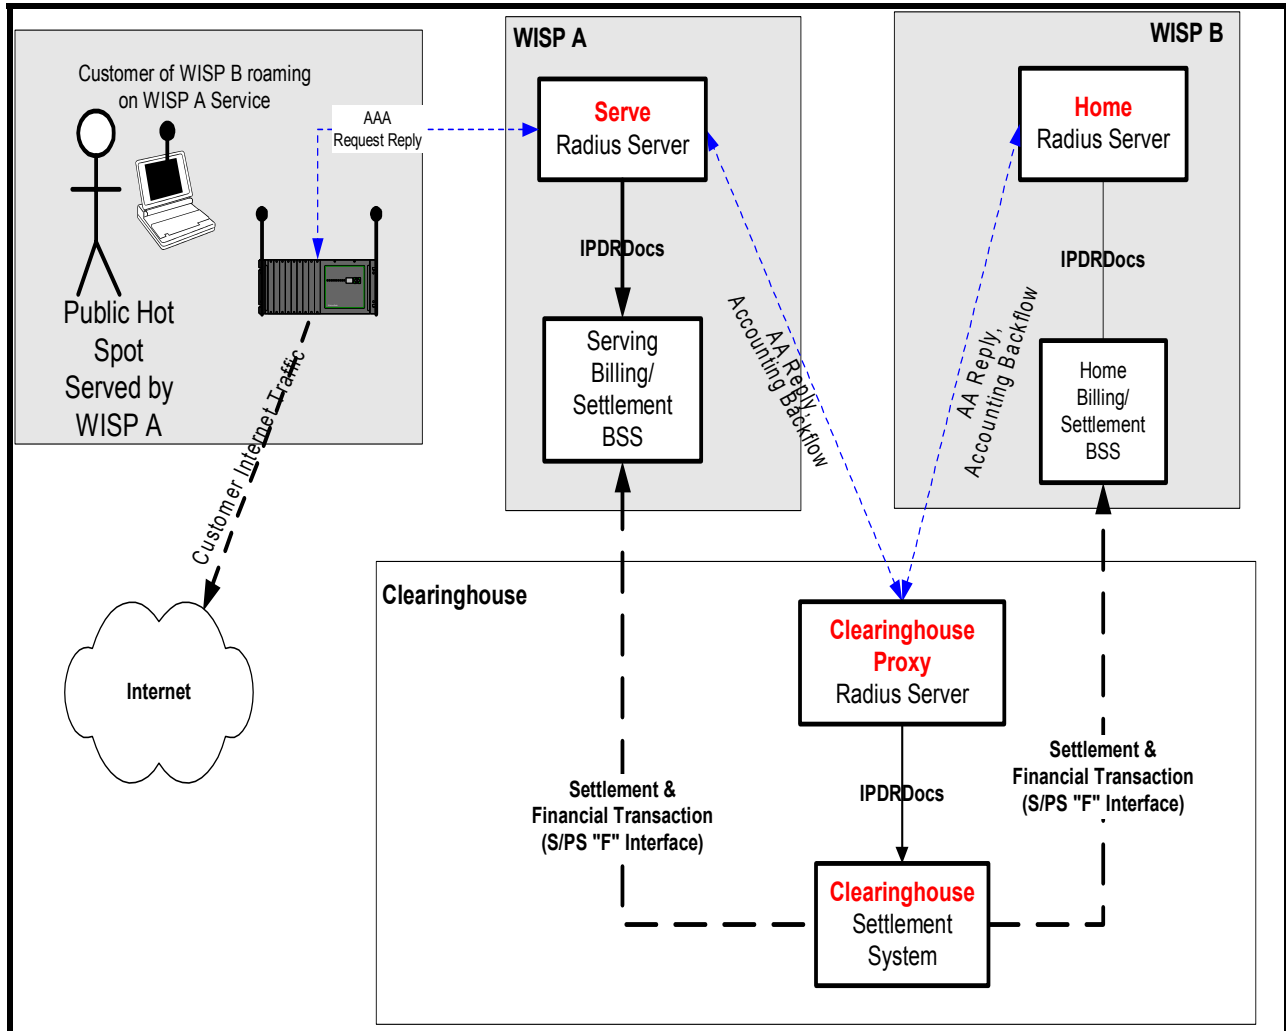 Customer of WISP B roaming
on WISP A Service
Public Hot
Spot
Served by
WISP A
AAA
Request Reply
Customer Internet Traffic
Internet
WISP A
Serve
Radius Server
IPDRDocs
Serving
Billing/
Settlement
BSS
AA Reply,
Accounting Backflow
WISP B
Home
Radius Server
IPDRDocs
Home
Billing/
Settlement
BSS
AA Reply,
Accounting Backflow
Clearinghouse
Clearinghouse
Proxy
Radius Server
IPDRDocs
Clearinghouse
Settlement
System
Settlement &
Financial Transaction
(S/PS "F" Interface)
Settlement &
Financial Transaction
(S/PS "F" Interface)